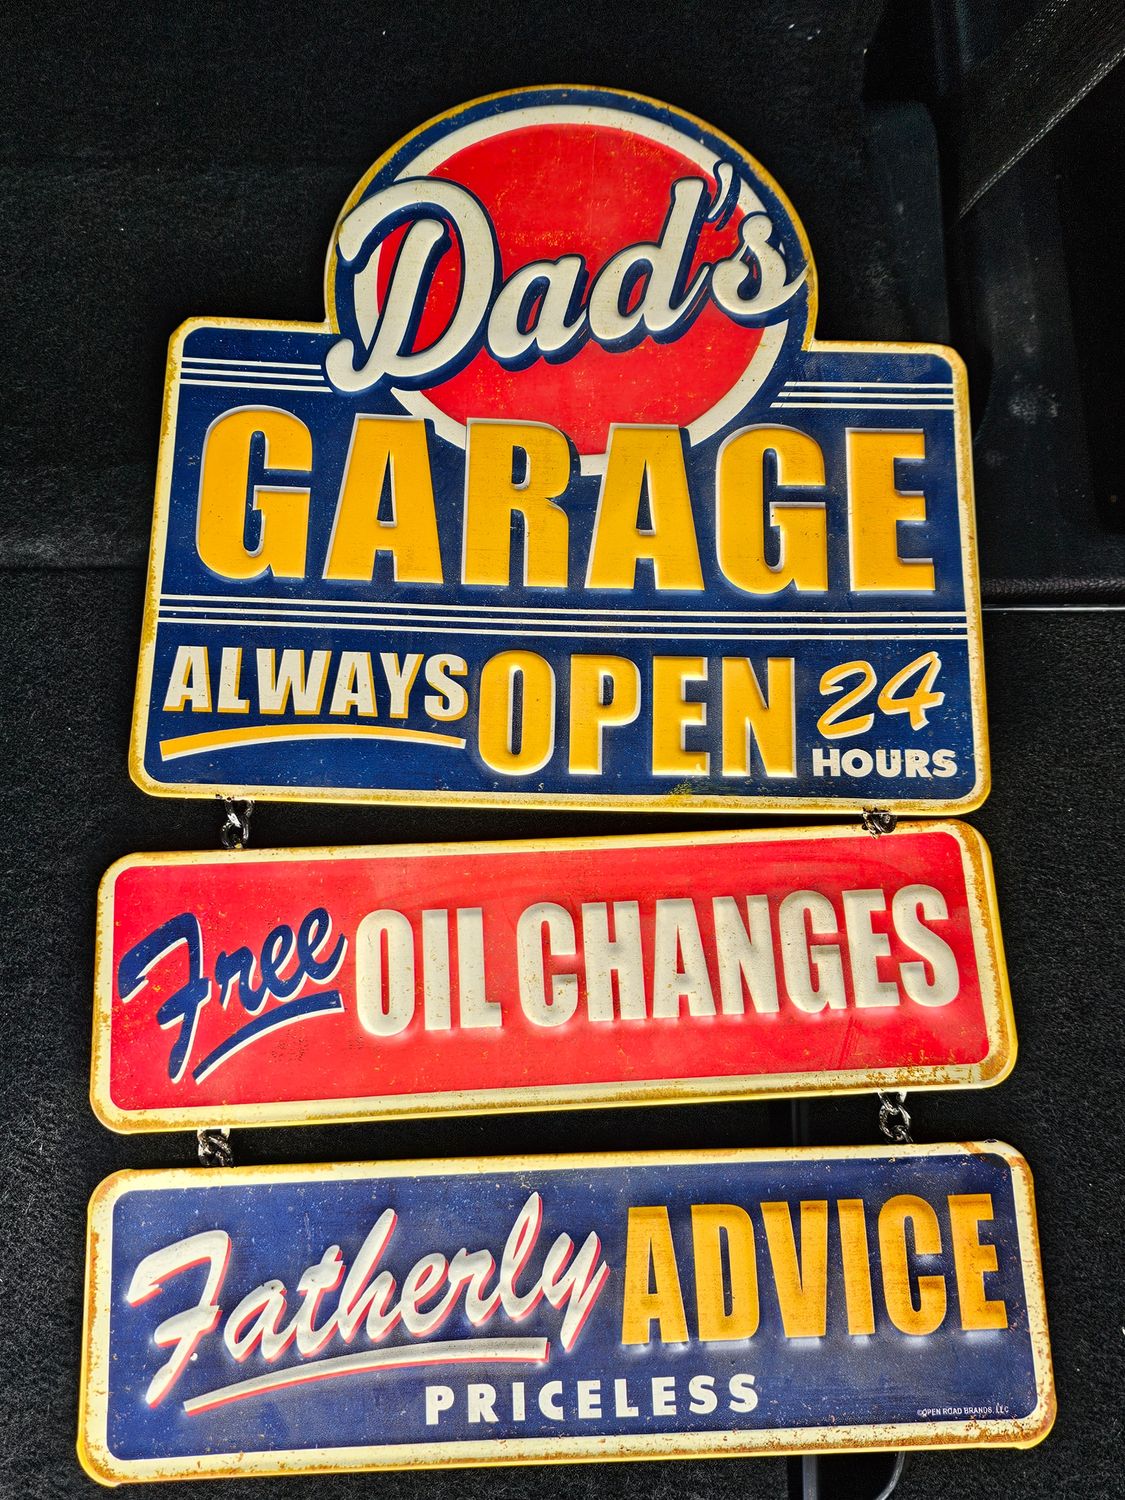 Dad's
GARAGE
ALWAYS OPEN 24 HOURS
Free OIL CHANGES
Fatherly ADVICE
PRICELESS
©OPEN ROAD BRANDS, LLC